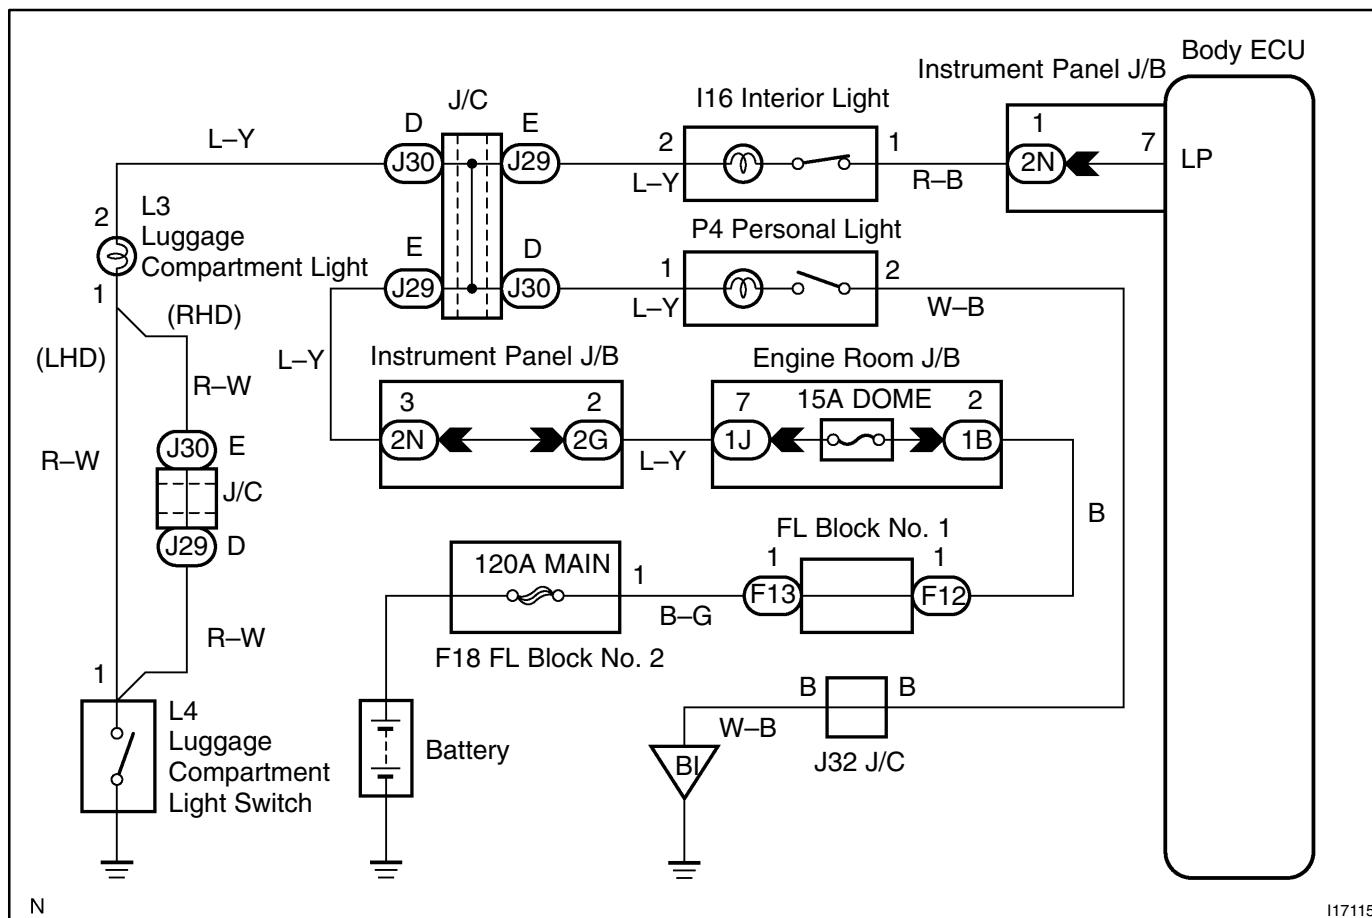 Body ECU
Instrument Panel J/B
J/C
I16 Interior Light
D
E
1
L–Y
J30
J29
2
1
2N
7
LP
L–Y
R–B
2
L3
Luggage
Compartment Light
P4 Personal Light
E
D
1
2
J29
J30
L–Y
W–B
1
(RHD)
(LHD)
L–Y
Instrument Panel J/B
Engine Room J/B
R–W
3
2
7
15A DOME
2
2N
2G
1J
1B
L–Y
J30
E
R–W
J/C
B
J29
D
FL Block No. 1
120A MAIN
1
1
1
F13
F12
B–G
R–W
F18 FL Block No. 2
1
B
B
L4
Luggage
Compartment
Light Switch
Battery
W–B
J32 J/C
BI
N
I17115